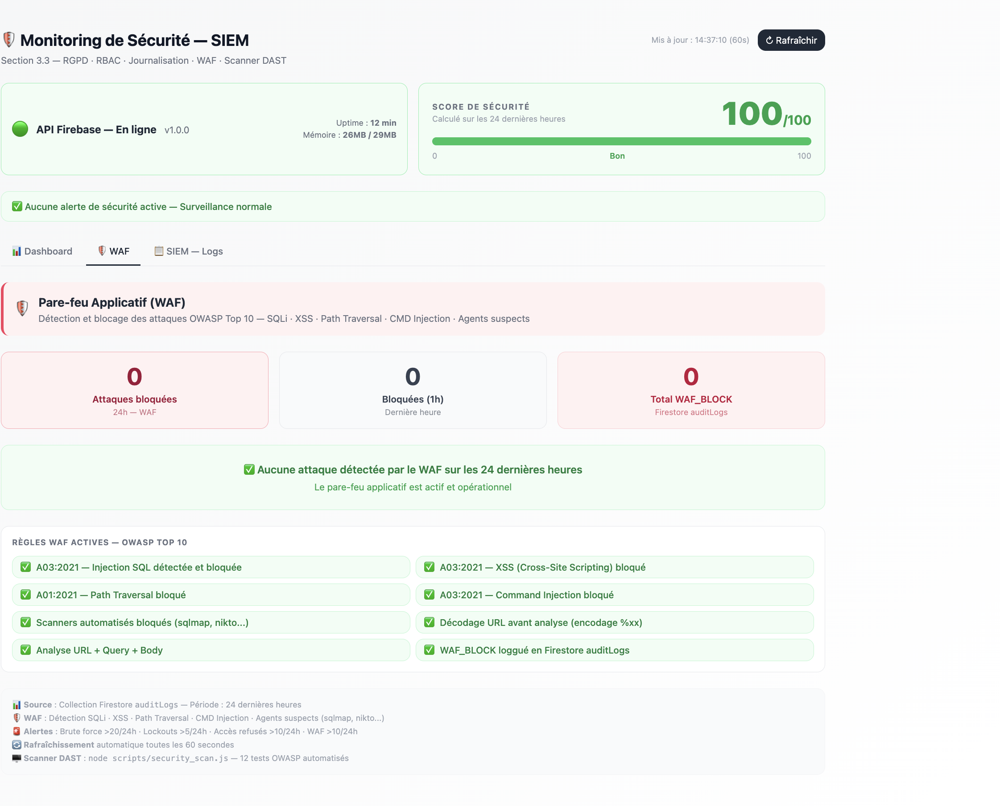 Monitoring de Sécurité — SIEM
Mis à jour : 14:37:10 (60s)
↻ Rafraîchir
Section 3.3 — RGPD · RBAC · Journalisation · WAF · Scanner DAST
API Firebase — En ligne v1.0.0
Uptime : 12 min
Mémoire : 26MB / 29MB
SCORE DE SÉCURITÉ
Calculé sur les 24 dernières heures
100/100
0 Bon 100
✅ Aucune alerte de sécurité active — Surveillance normale
Dashboard
WAF
SIEM — Logs
Pare-feu Applicatif (WAF)
Détection et blocage des attaques OWASP Top 10 — SQLi · XSS · Path Traversal · CMD Injection · Agents suspects
0
Attaques bloquées
24h — WAF
0
Bloquées (1h)
Dernière heure
0
Total WAF_BLOCK
Firestore auditLogs
✅ Aucune attaque détectée par le WAF sur les 24 dernières heures
Le pare-feu applicatif est actif et opérationnel
RÈGLES WAF ACTIVES — OWASP TOP 10
✅ A03:2021 — Injection SQL détectée et bloquée
✅ A03:2021 — XSS (Cross-Site Scripting) bloqué
✅ A01:2021 — Path Traversal bloqué
✅ A03:2021 — Command Injection bloqué
✅ Scanners automatisés bloqués (sqlmap, nikto...)
✅ Décodage URL avant analyse (encodage %xx)
✅ Analyse URL + Query + Body
✅ WAF_BLOCK loggué en Firestore auditLogs
Source : Collection Firestore auditLogs — Période : 24 dernières heures
WAF : Détection SQLi · XSS · Path Traversal · CMD Injection · Agents suspects (sqlmap, nikto...)
Alertes : Brute force >20/24h · Lockouts >5/24h · Accès refusés >10/24h · WAF >10/24h
Rafraîchissement automatique toutes les 60 secondes
Scanner DAST : node scripts/security_scan.js — 12 tests OWASP automatisés